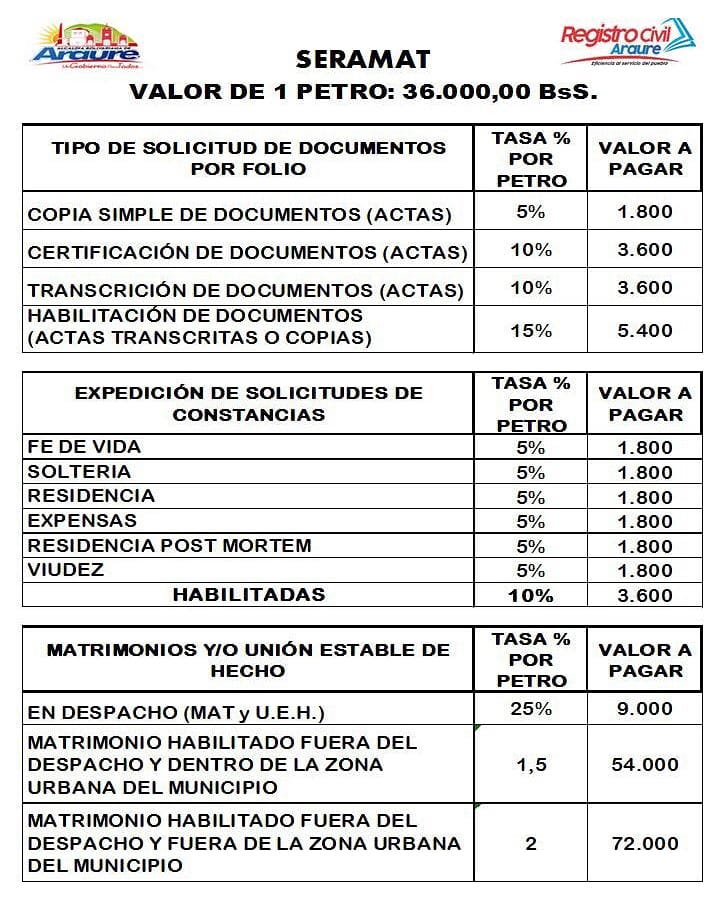 ALCALDÍA BOLIVARIANA DE
Araure
Un Gobierno Para Todos
Registro Civil
Araure
Eficiencia al servicio del pueblo
SERAMAT
VALOR DE 1 PETRO: 36.000,00 BsS.
TIPO DE SOLICITUD DE DOCUMENTOS
POR FOLIO
TASA %
POR
PETRO
VALOR A
PAGAR
COPIA SIMPLE DE DOCUMENTOS (ACTAS) 5% 1.800
CERTIFICACIÓN DE DOCUMENTOS (ACTAS) 10% 3.600
TRANSCRICIÓN DE DOCUMENTOS (ACTAS) 10% 3.600
HABILITACIÓN DE DOCUMENTOS
(ACTAS TRANSCRITAS O COPIAS) 15% 5.400
EXPEDICIÓN DE SOLICITUDES DE
CONSTANCIAS
TASA %
POR
PETRO
VALOR A
PAGAR
FE DE VIDA 5% 1.800
SOLTERIA 5% 1.800
RESIDENCIA 5% 1.800
EXPENSAS 5% 1.800
RESIDENCIA POST MORTEM 5% 1.800
VIUDEZ 5% 1.800
HABILITADAS 10% 3.600
MATRIMONIOS Y/O UNIÓN ESTABLE DE
HECHO
TASA %
POR
PETRO
VALOR A
PAGAR
EN DESPACHO (MAT y U.E.H.) 25% 9.000
MATRIMONIO HABILITADO FUERA DEL
DESPACHO Y DENTRO DE LA ZONA
URBANA DEL MUNICIPIO
1,5 54.000
MATRIMONIO HABILITADO FUERA DEL
DESPACHO Y FUERA DE LA ZONA URBANA
DEL MUNICIPIO
2 72.000